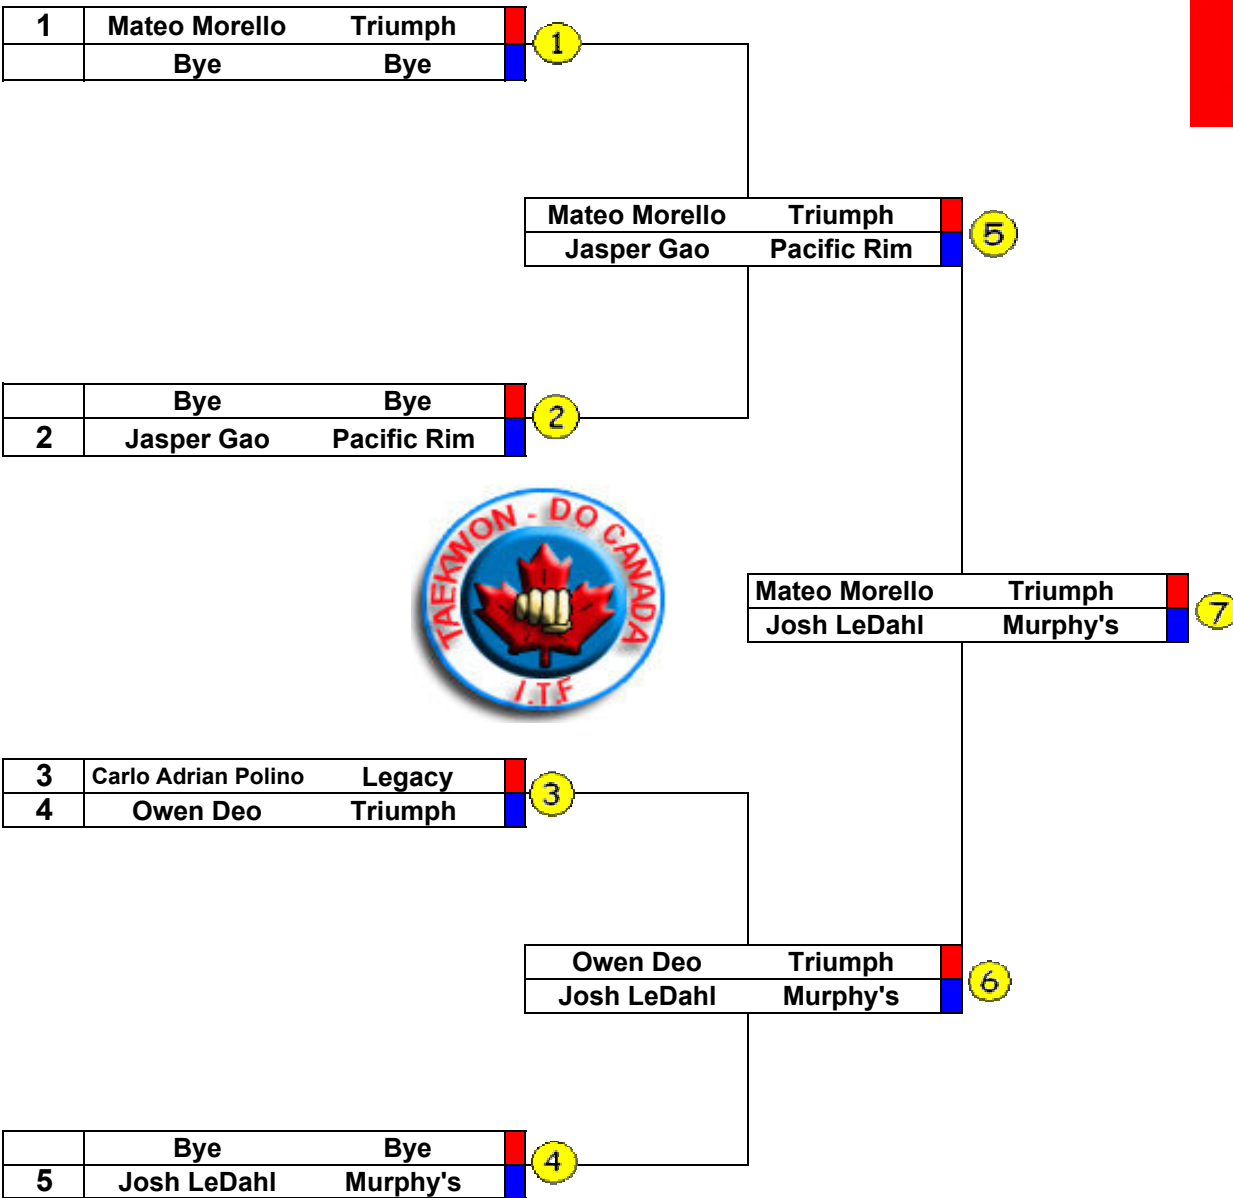 1 Mateo Morello Triumph
Bye Bye
1
Mateo Morello Triumph
Jasper Gao Pacific Rim
5
Bye Bye
2 Jasper Gao Pacific Rim
2
TAEKWON - DO CANADA
I.T.F
Mateo Morello Triumph
Josh LeDahl Murphy's
7
3 Carlo Adrian Polino Legacy
4 Owen Deo Triumph
3
Owen Deo Triumph
Josh LeDahl Murphy's
6
Bye Bye
5 Josh LeDahl Murphy's
4